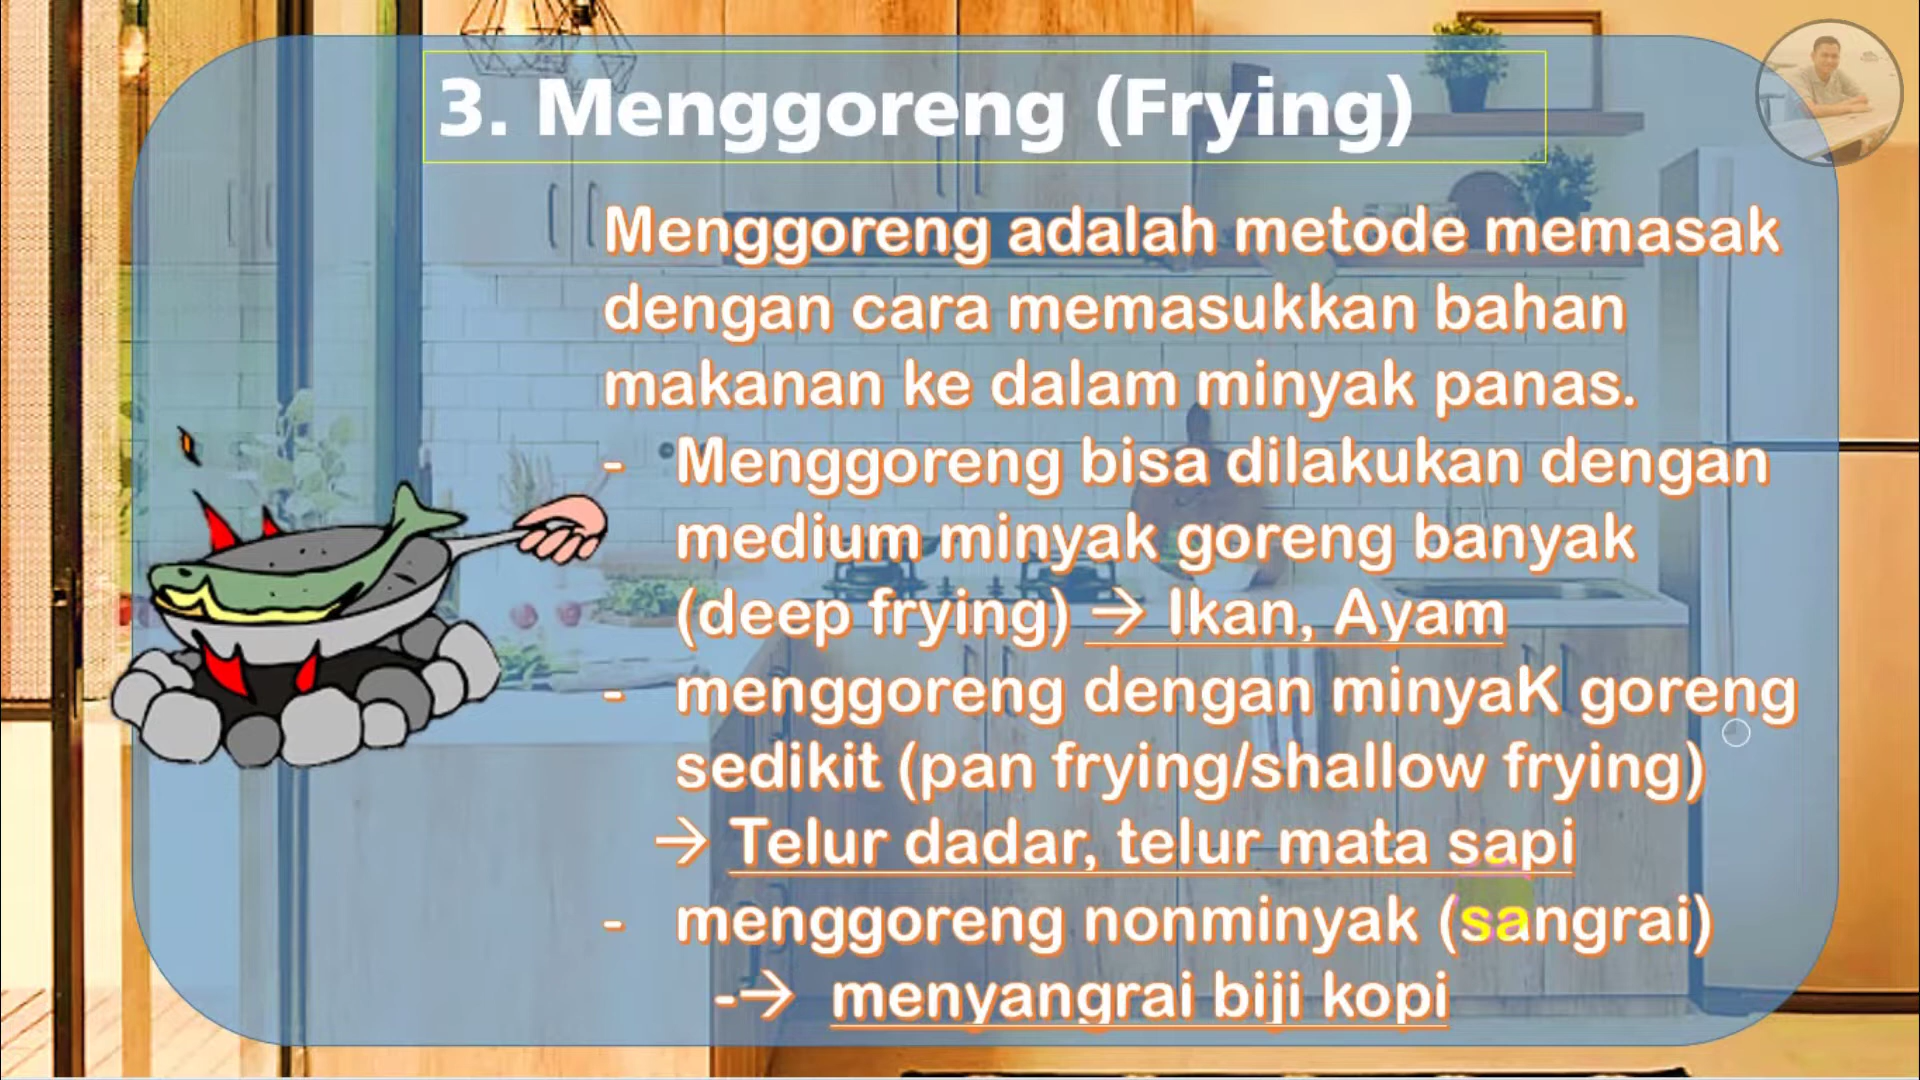 3. Menggoreng (Frying)
Menggoreng adalah metode memasak
dengan cara memasukkan bahan
makanan ke dalam minyak panas.
- Menggoreng bisa dilakukan dengan
medium minyak goreng banyak
(deep frying) → Ikan, Ayam
- menggoreng dengan minyaK goreng
sedikit (pan frying/shallow frying)
→ Telur dadar, telur mata sapi
- menggoreng nonminyak (sangrai)
-→ menyangrai biji kopi